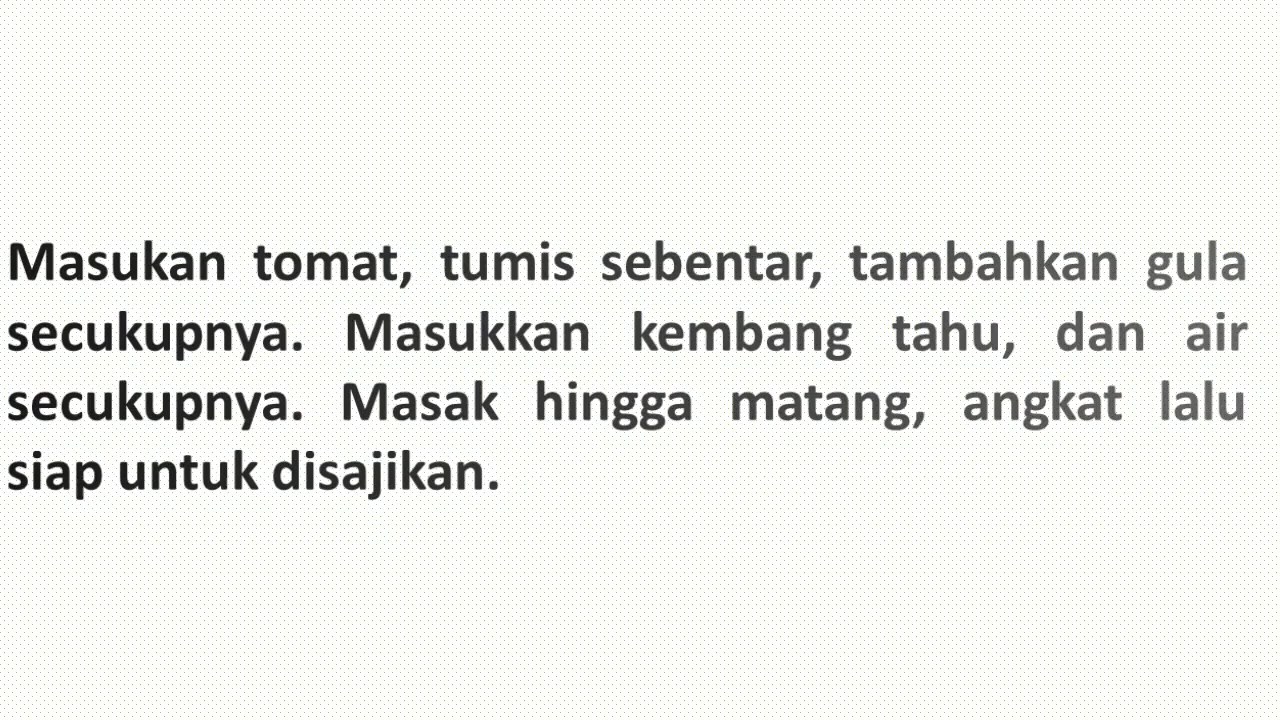 Masukan tomat, tumis sebentar, tambahkan gula
secukupnya. Masukkan kembang tahu, dan air
secukupnya. Masak hingga matang, angkat lalu
siap untuk disajikan.